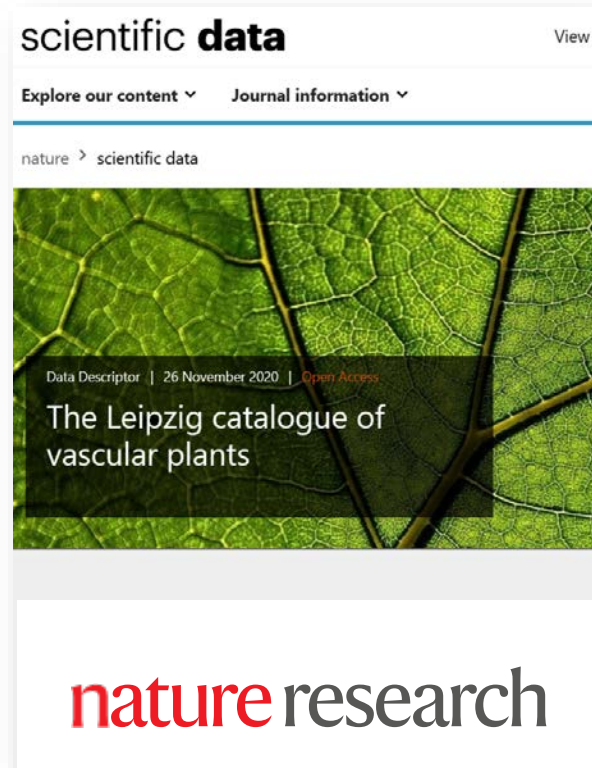 scientific data
View
Explore our content
Journal information
nature > scientific data
Data Descriptor | 26 November 2020 | Open Access
The Leipzig catalogue of
vascular plants
nature research